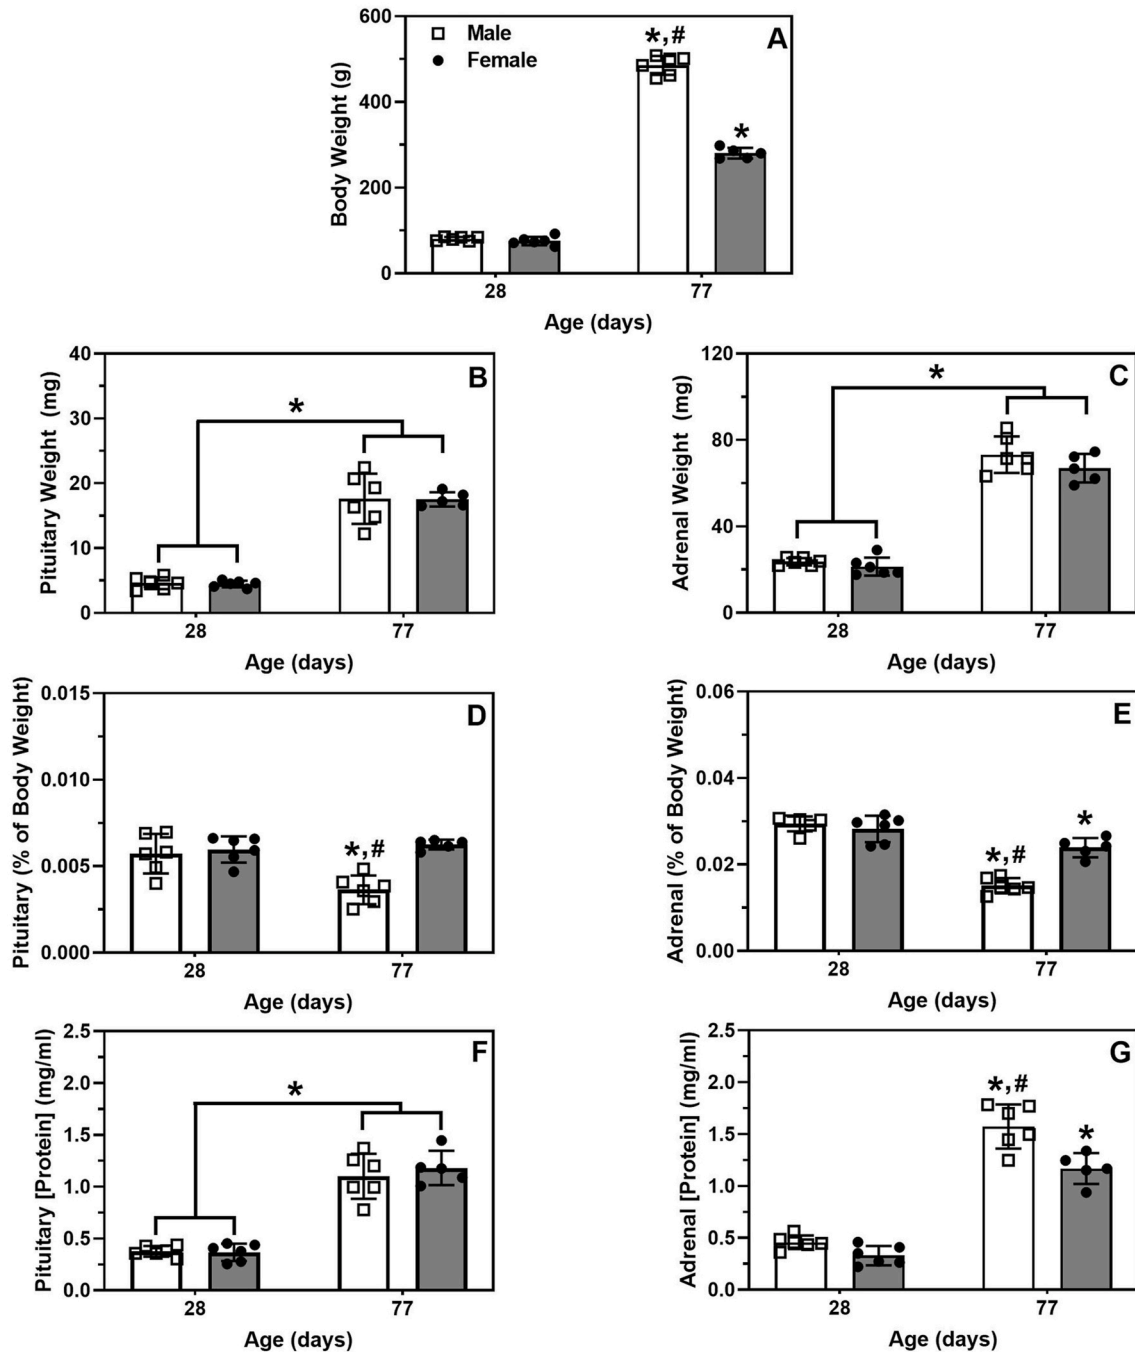 A
Male
Female
*,#
*
Body Weight (g)
600
400
200
0
28
77
Age (days)
B
*
Pituitary Weight (mg)
40
30
20
10
0
28
77
Age (days)
C
*
Adrenal Weight (mg)
120
80
40
0
28
77
Age (days)
D
*,#
Pituitary (% of Body Weight)
0.015
0.010
0.005
0.000
28
77
Age (days)
E
*,#
*
Adrenal (% of Body Weight)
0.06
0.04
0.02
0.00
28
77
Age (days)
F
*
Pituitary [Protein] (mg/ml)
2.5
2.0
1.5
1.0
0.5
0.0
28
77
Age (days)
G
*,#
*
Adrenal [Protein] (mg/ml)
2.5
2.0
1.5
1.0
0.5
0.0
28
77
Age (days)